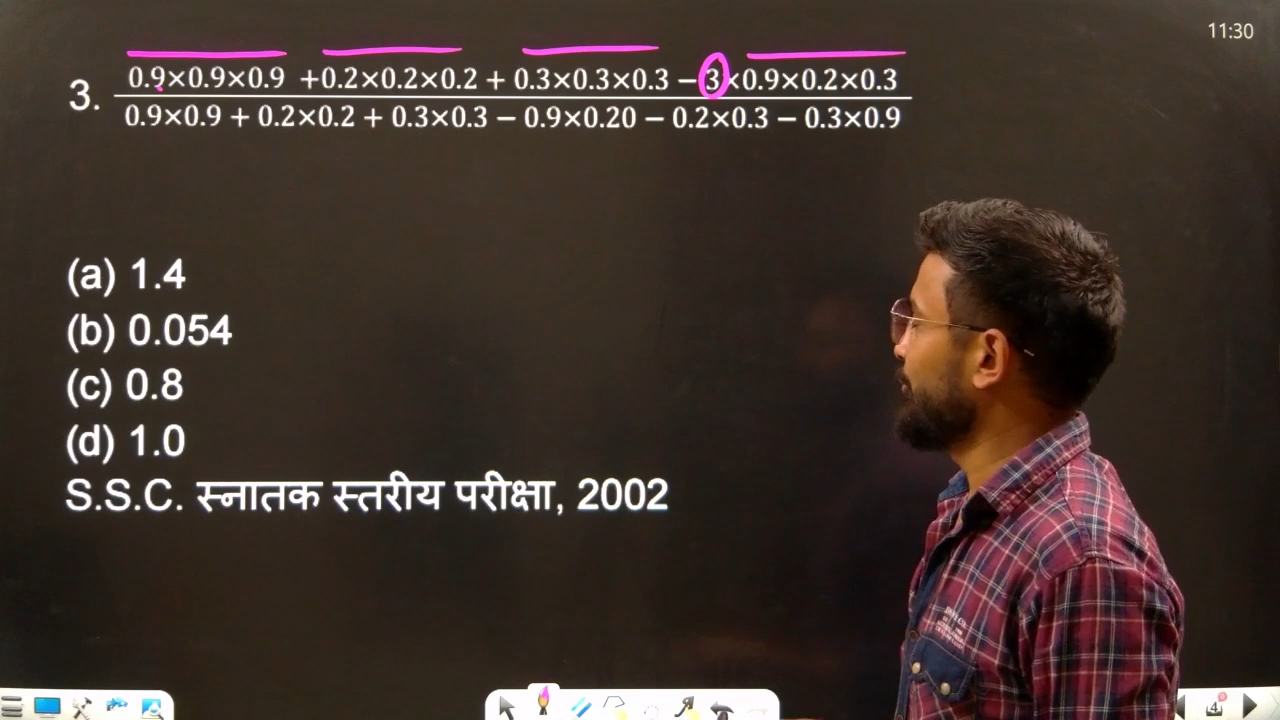 11:30
3. 0.9×0.9×0.9 +0.2×0.2×0.2 + 0.3×0.3×0.3 − 3×0.9×0.2×0.3
0.9×0.9 + 0.2×0.2 + 0.3×0.3 − 0.9×0.20 − 0.2×0.3 − 0.3×0.9
(a) 1.4
(b) 0.054
(c) 0.8
(d) 1.0
S.S.C. स्नातक स्तरीय परीक्षा, 2002